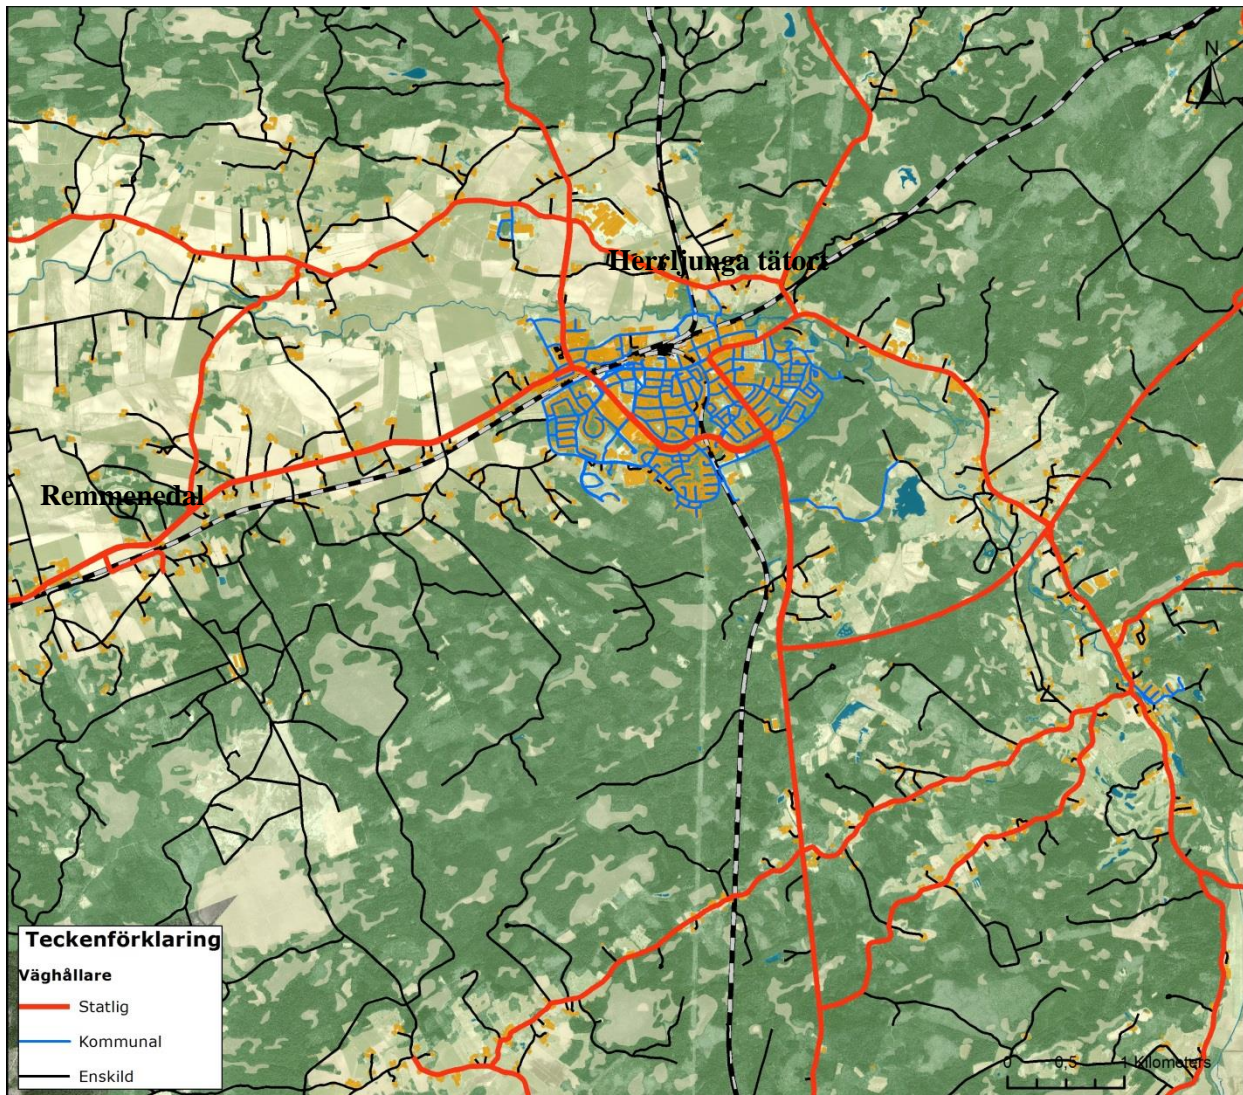 N
Herrljunga tätort
Remmenedal
Teckenförklaring
Väghållare
Statlig
Kommunal
Enskild
0 0,5 1 Kilometers